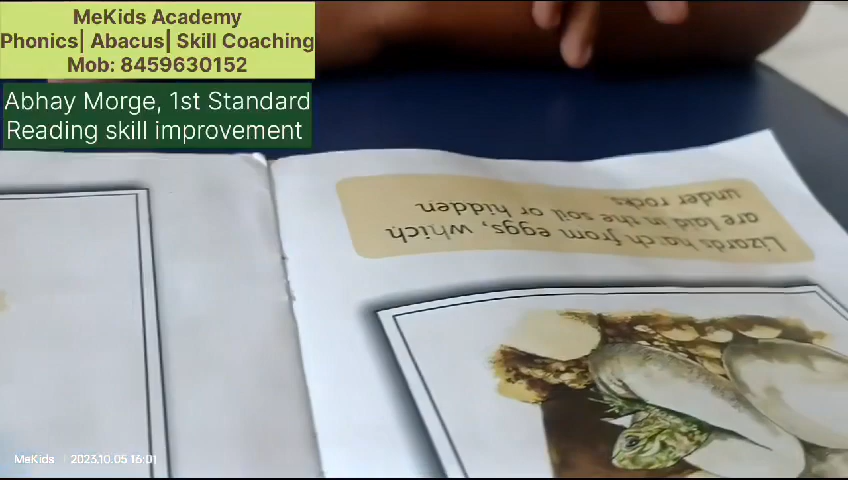 MeKids Academy
Phonics| Abacus| Skill Coaching
Mob: 8459630152
Abhay Morge, 1st Standard
Reading skill improvement
Lizards hatch from eggs, which
are laid in the soil or hidden
under rocks.
MeKids | 2023.10.05 16:01